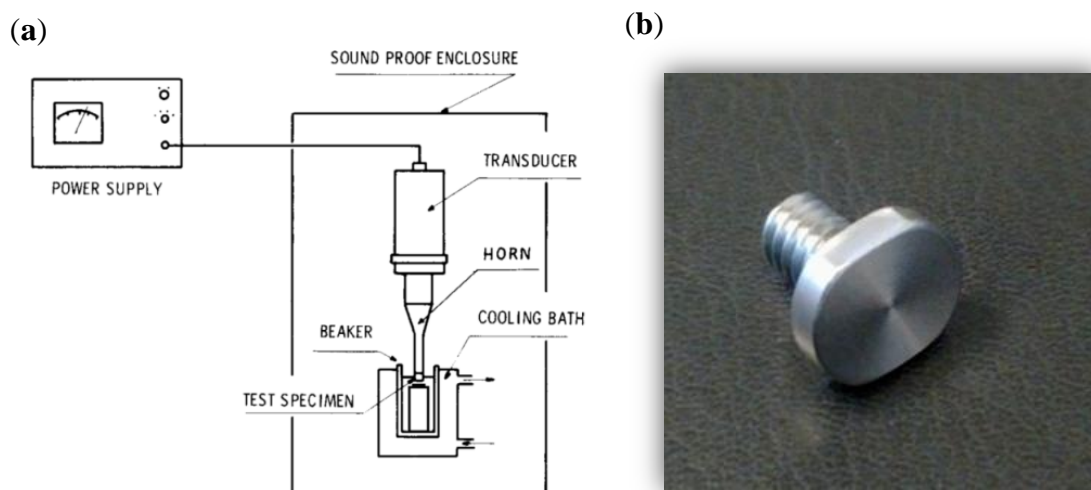 (a)
(b)
SOUND PROOF ENCLOSURE
POWER SUPPLY
TRANSDUCER
HORN
COOLING BATH
BEAKER
TEST SPECIMEN